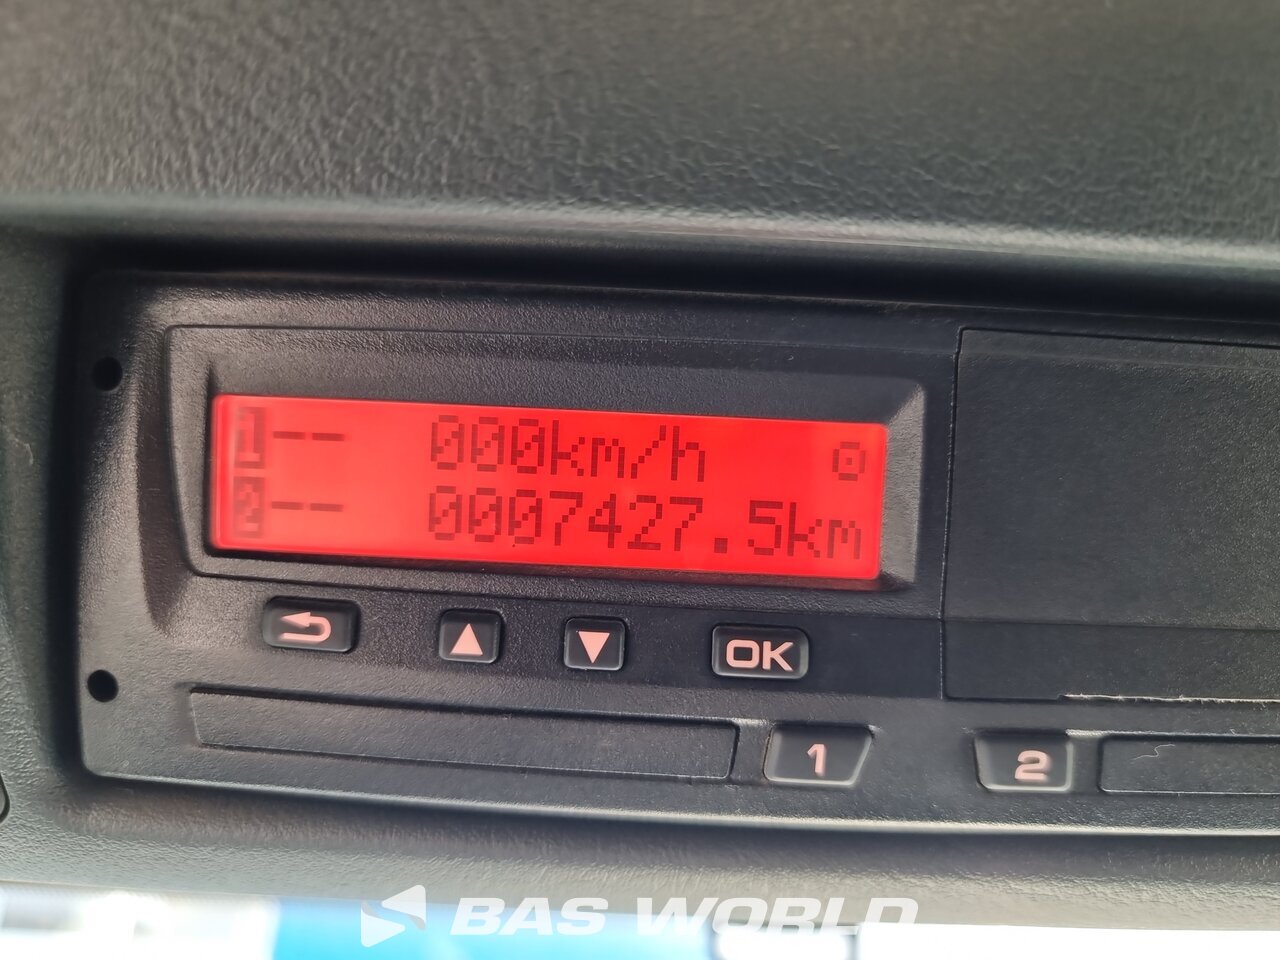 1 -- 000km/h
2 -- 0007427.5km
OK
1
2
BAS WORLD